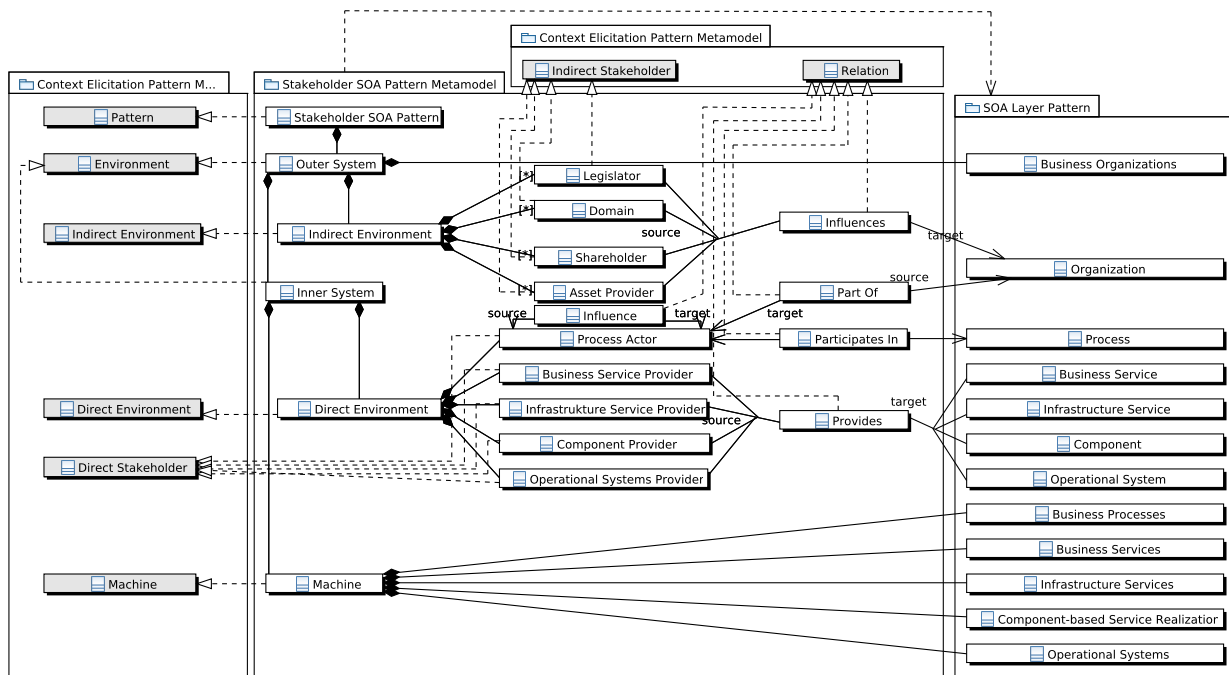 Context Elicitation Pattern Metamodel
Indirect Stakeholder
Relation
Context Elicitation Pattern M...
Stakeholder SOA Pattern Metamodel
SOA Layer Pattern
Pattern
Stakeholder SOA Pattern
Environment
Outer System
Business Organizations
[*]
Legislator
[*]
Domain
Influences
source
target
Indirect Environment
Indirect Environment
[*]
Shareholder
Organization
source
Inner System
[*]
Asset Provider
Part Of
source
Influence
target
target
Process Actor
Participates In
Process
Business Service Provider
Business Service
target
Direct Environment
Direct Environment
Infrastrukture Service Provider
source
Provides
Infrastructure Service
Component Provider
Component
Direct Stakeholder
Operational Systems Provider
Operational System
Business Processes
Business Services
Machine
Machine
Infrastructure Services
Component-based Service Realization
Operational Systems